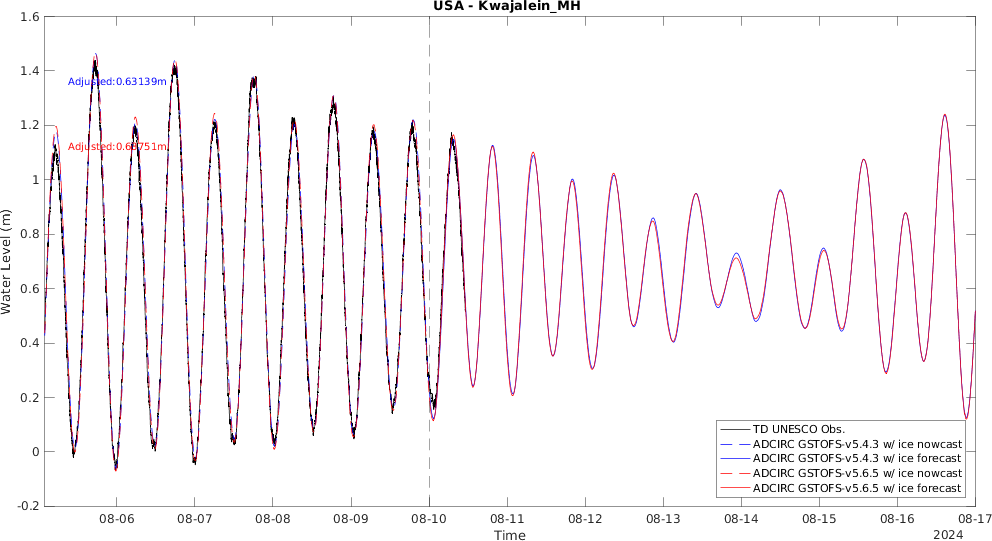 USA - Kwajalein_MH
Water Level (m)
1.6
1.4
1.2
1
0.8
0.6
0.4
0.2
0
-0.2
Adjusted:0.63139m
Adjusted:0.63751m
TD UNESCO Obs.
ADCIRC GSTOFS-v5.4.3 w/ ice nowcast
ADCIRC GSTOFS-v5.4.3 w/ ice forecast
ADCIRC GSTOFS-v5.6.5 w/ ice nowcast
ADCIRC GSTOFS-v5.6.5 w/ ice forecast
08-06 08-07 08-08 08-09 08-10 08-11 08-12 08-13 08-14 08-15 08-16 08-17
Time
2024